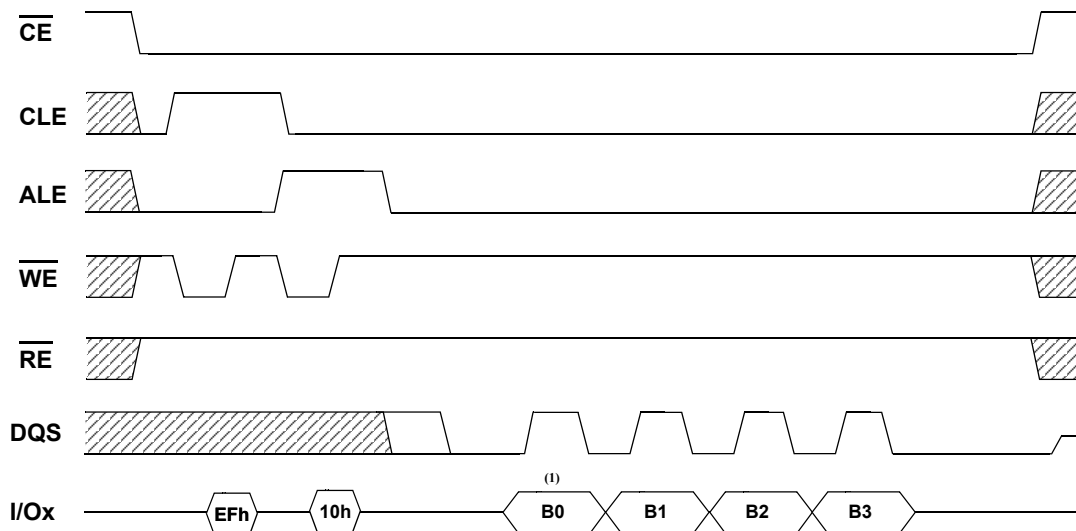 CE
CLE
ALE
WE
RE
DQS
(1)
I/Ox EFh 10h B0 B1 B2 B3